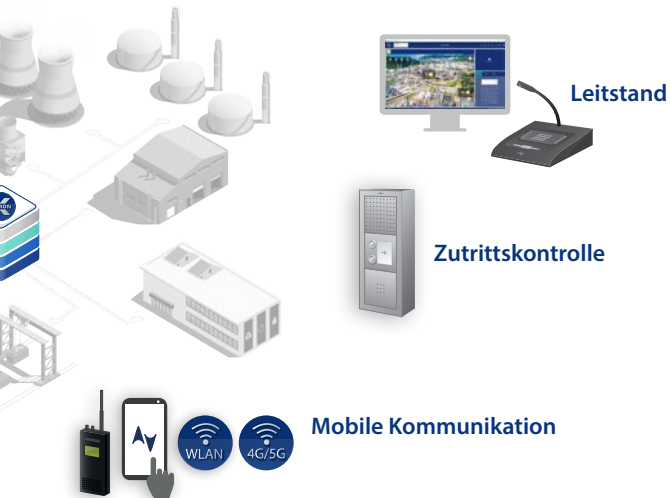 Leitstand
Zutrittskontrolle
Mobile Kommunikation
WLAN
4G/5G